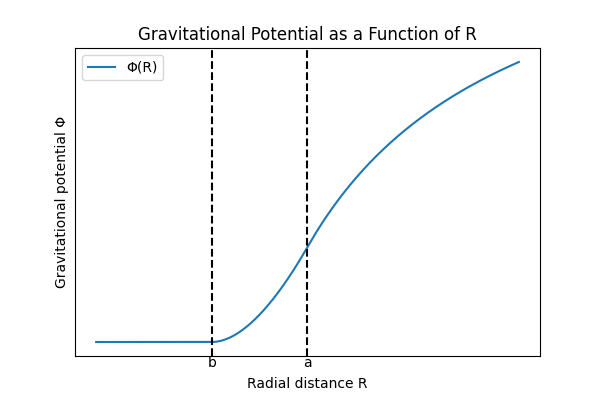 Gravitational Potential as a Function of R
Φ(R)
Gravitational potential Φ
b
a
Radial distance R